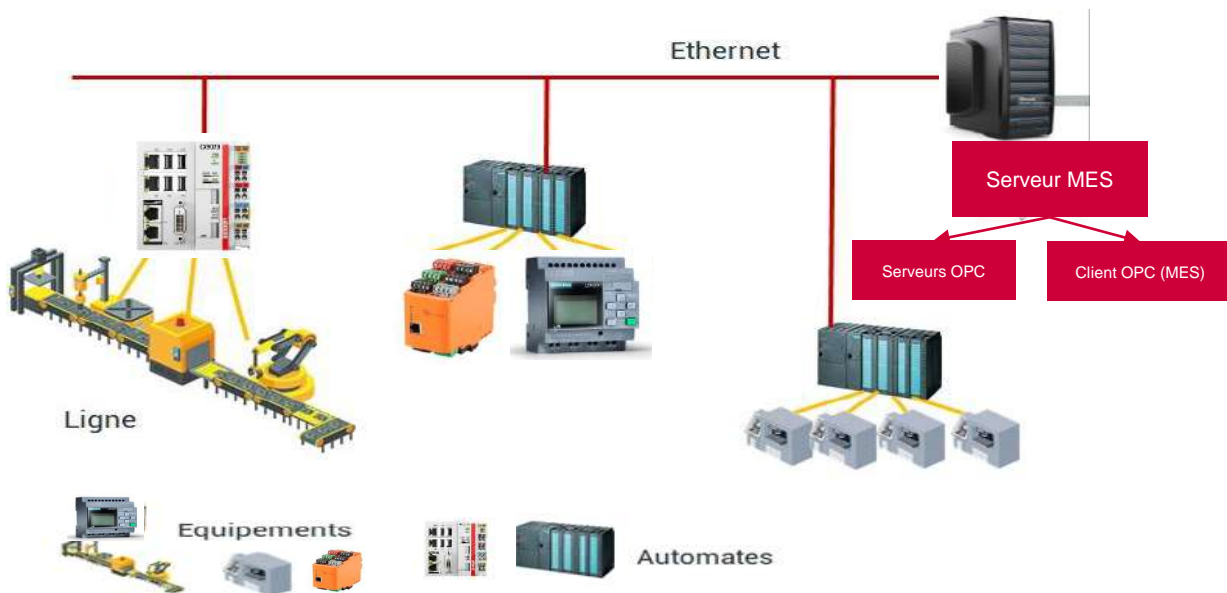 Ethernet
Serveur MES
Serveurs OPC
Client OPC (MES)
Ligne
Equipements
Automates